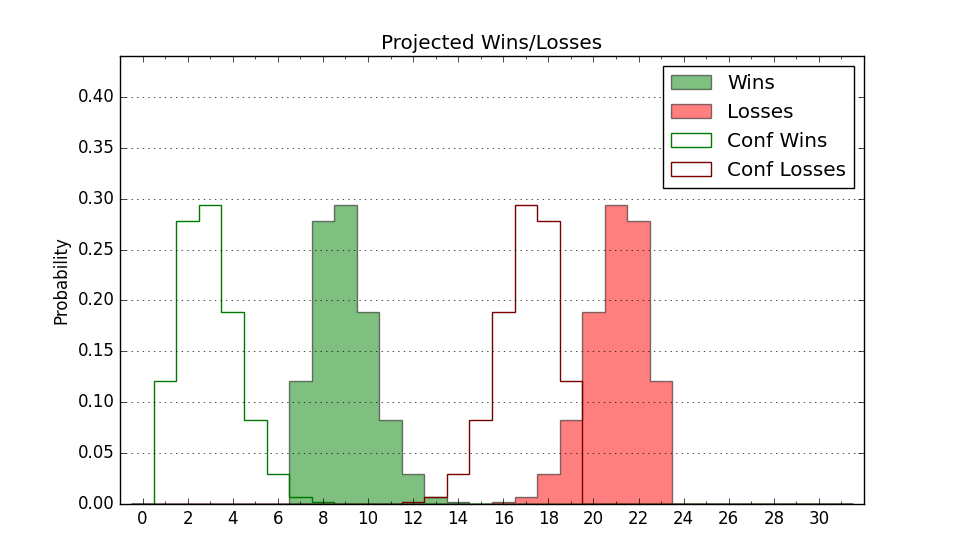 Projected Wins/Losses
Wins
Losses
Conf Wins
Conf Losses
Probability
0.40
0.35
0.30
0.25
0.20
0.15
0.10
0.05
0.00
0 2 4 6 8 10 12 14 16 18 20 22 24 26 28 30